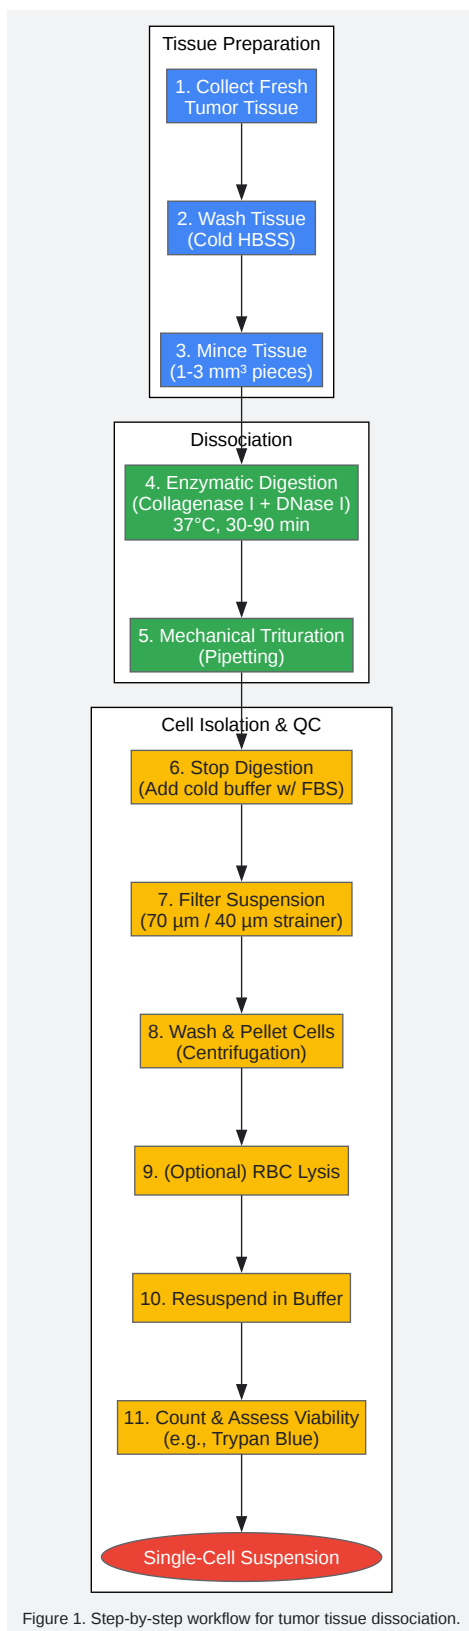 Tissue Preparation
1. Collect Fresh
Tumor Tissue
2. Wash Tissue
(Cold HBSS)
3. Mince Tissue
(1-3 mm³ pieces)
Dissociation
4. Enzymatic Digestion
(Collagenase I + DNase I)
37°C, 30-90 min
5. Mechanical Trituration
(Pipetting)
Cell Isolation & QC
6. Stop Digestion
(Add cold buffer w/ FBS)
7. Filter Suspension
(70 µm / 40 µm strainer)
8. Wash & Pellet Cells
(Centrifugation)
9. (Optional) RBC Lysis
10. Resuspend in Buffer
11. Count & Assess Viability
(e.g., Trypan Blue)
Single-Cell Suspension
Figure 1. Step-by-step workflow for tumor tissue dissociation.